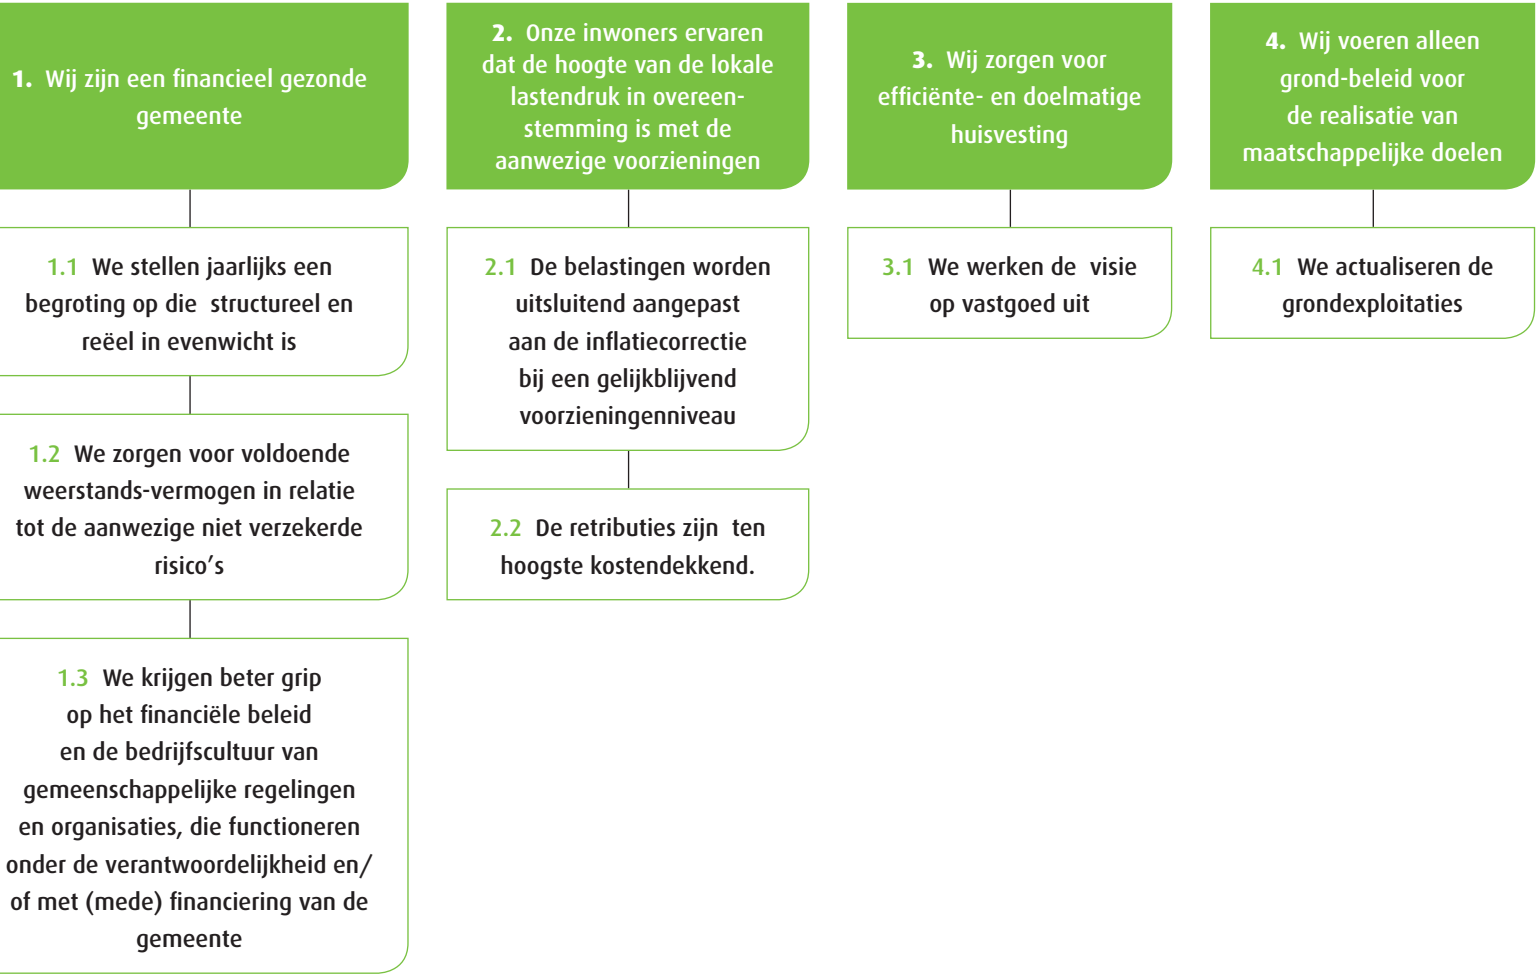 1. Wij zijn een financieel gezonde
gemeente
1.1 We stellen jaarlijks een
begroting op die structureel en
reëel in evenwicht is
1.2 We zorgen voor voldoende
weerstands-vermogen in relatie
tot de aanwezige niet verzekerde
risico's
1.3 We krijgen beter grip
op het financiële beleid
en de bedrijfscultuur van
gemeenschappelijke regelingen
en organisaties, die functioneren
onder de verantwoordelijkheid en/
of met (mede) financiering van de
gemeente
2. Onze inwoners ervaren
dat de hoogte van de lokale
lastendruk in overeen-
stemming is met de
aanwezige voorzieningen
2.1 De belastingen worden
uitsluitend aangepast
aan de inflatiecorrectie
bij een gelijkblijvend
voorzieningenniveau
2.2 De retributies zijn ten
hoogste kostendekkend.
3. Wij zorgen voor
efficiënte- en doelmatige
huisvesting
3.1 We werken de visie
op vastgoed uit
4. Wij voeren alleen
grond-beleid voor
de realisatie van
maatschappelijke doelen
4.1 We actualiseren de
grondexploitaties